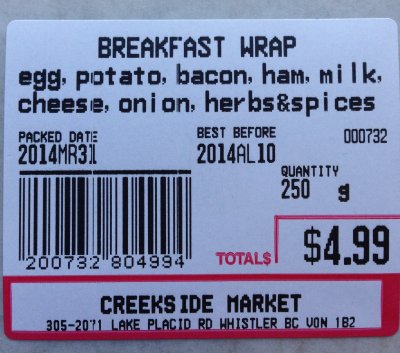 BREAKFAST WRAP
egg, potato, bacon, ham, milk,
cheese, onion, herbs&spices
PACKED DATE BEST BEFORE 000732
2014MR31 2014AL10
QUANTITY
250 g
200732 804994
TOTAL$ $4.99
CREEKSIDE MARKET
305-2071 LAKE PLACID RD WHISTLER BC V0N 1B2